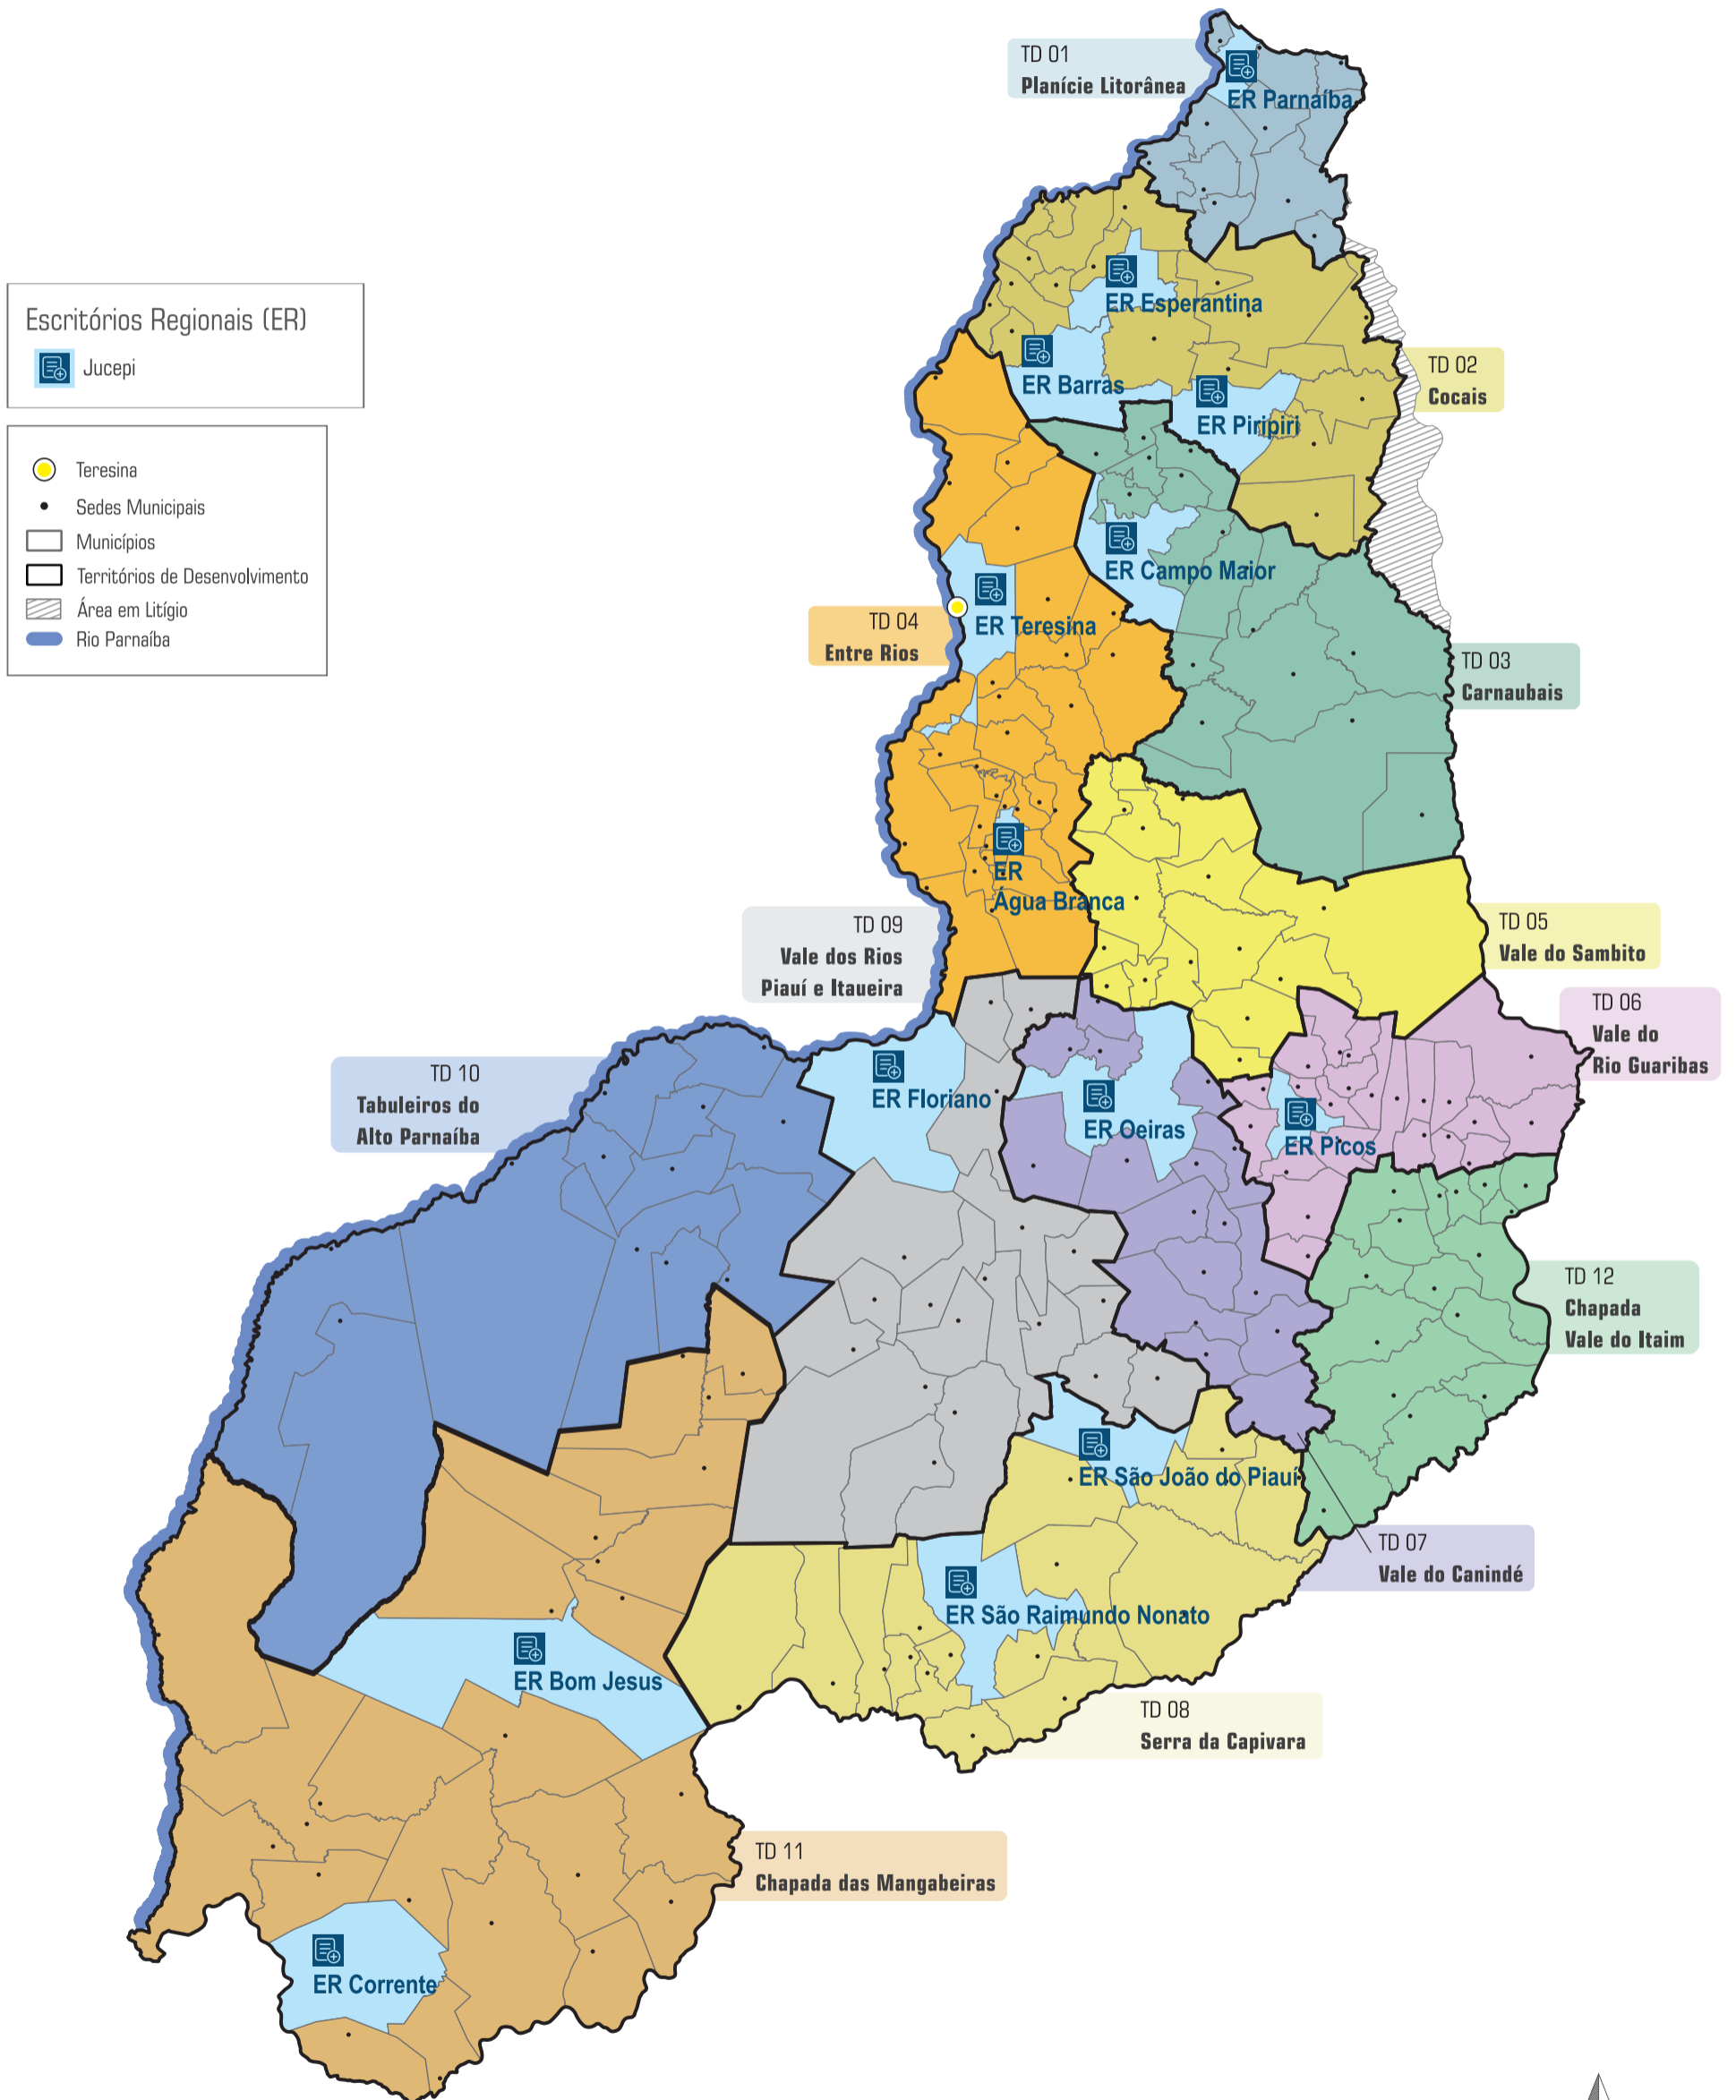 TD 01
Planície Litorânea
ER Parnaíba
Escritórios Regionais (ER)
Jucepi
ER Esperantina
ER Barras
TD 02
Cocais
ER Piripiri
Teresina
Sedes Municipais
Municípios
Territórios de Desenvolvimento
Área em Litígio
Rio Parnaíba
ER Campo Maior
TD 04
Entre Rios
ER Teresina
TD 03
Carnaubais
ER
Água Branca
TD 09
Vale dos Rios
Piauí e Itaueira
TD 05
Vale do Sambito
TD 06
Vale do
Rio Guaribas
TD 10
Tabuleiros do
Alto Parnaíba
ER Floriano
ER Oeiras
ER Picos
TD 12
Chapada
Vale do Itaim
ER São João do Piauí
TD 07
Vale do Canindé
ER São Raimundo Nonato
ER Bom Jesus
TD 08
Serra da Capivara
TD 11
Chapada das Mangabeiras
ER Corrente